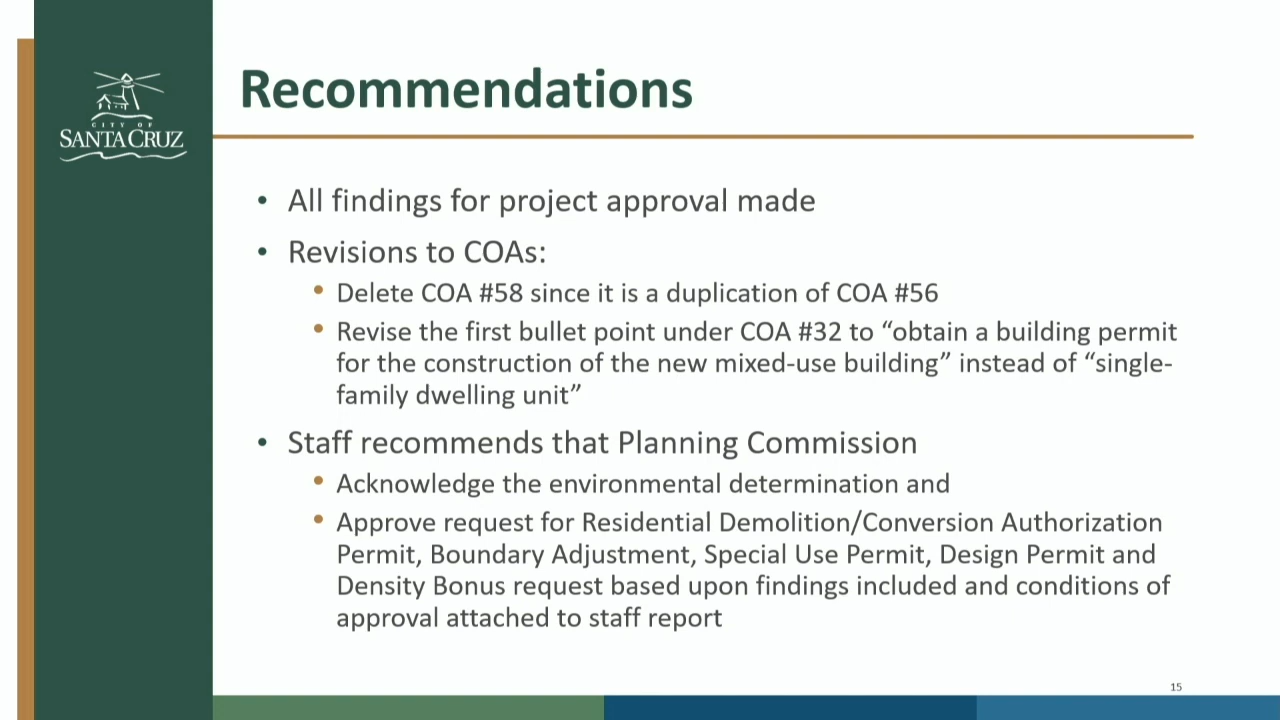 CITY OF
SANTA CRUZ
Recommendations
• All findings for project approval made
• Revisions to COAs:
• Delete COA #58 since it is a duplication of COA #56
• Revise the first bullet point under COA #32 to “obtain a building permit
for the construction of the new mixed-use building” instead of “single-
family dwelling unit”
• Staff recommends that Planning Commission
• Acknowledge the environmental determination and
• Approve request for Residential Demolition/Conversion Authorization
Permit, Boundary Adjustment, Special Use Permit, Design Permit and
Density Bonus request based upon findings included and conditions of
approval attached to staff report
15